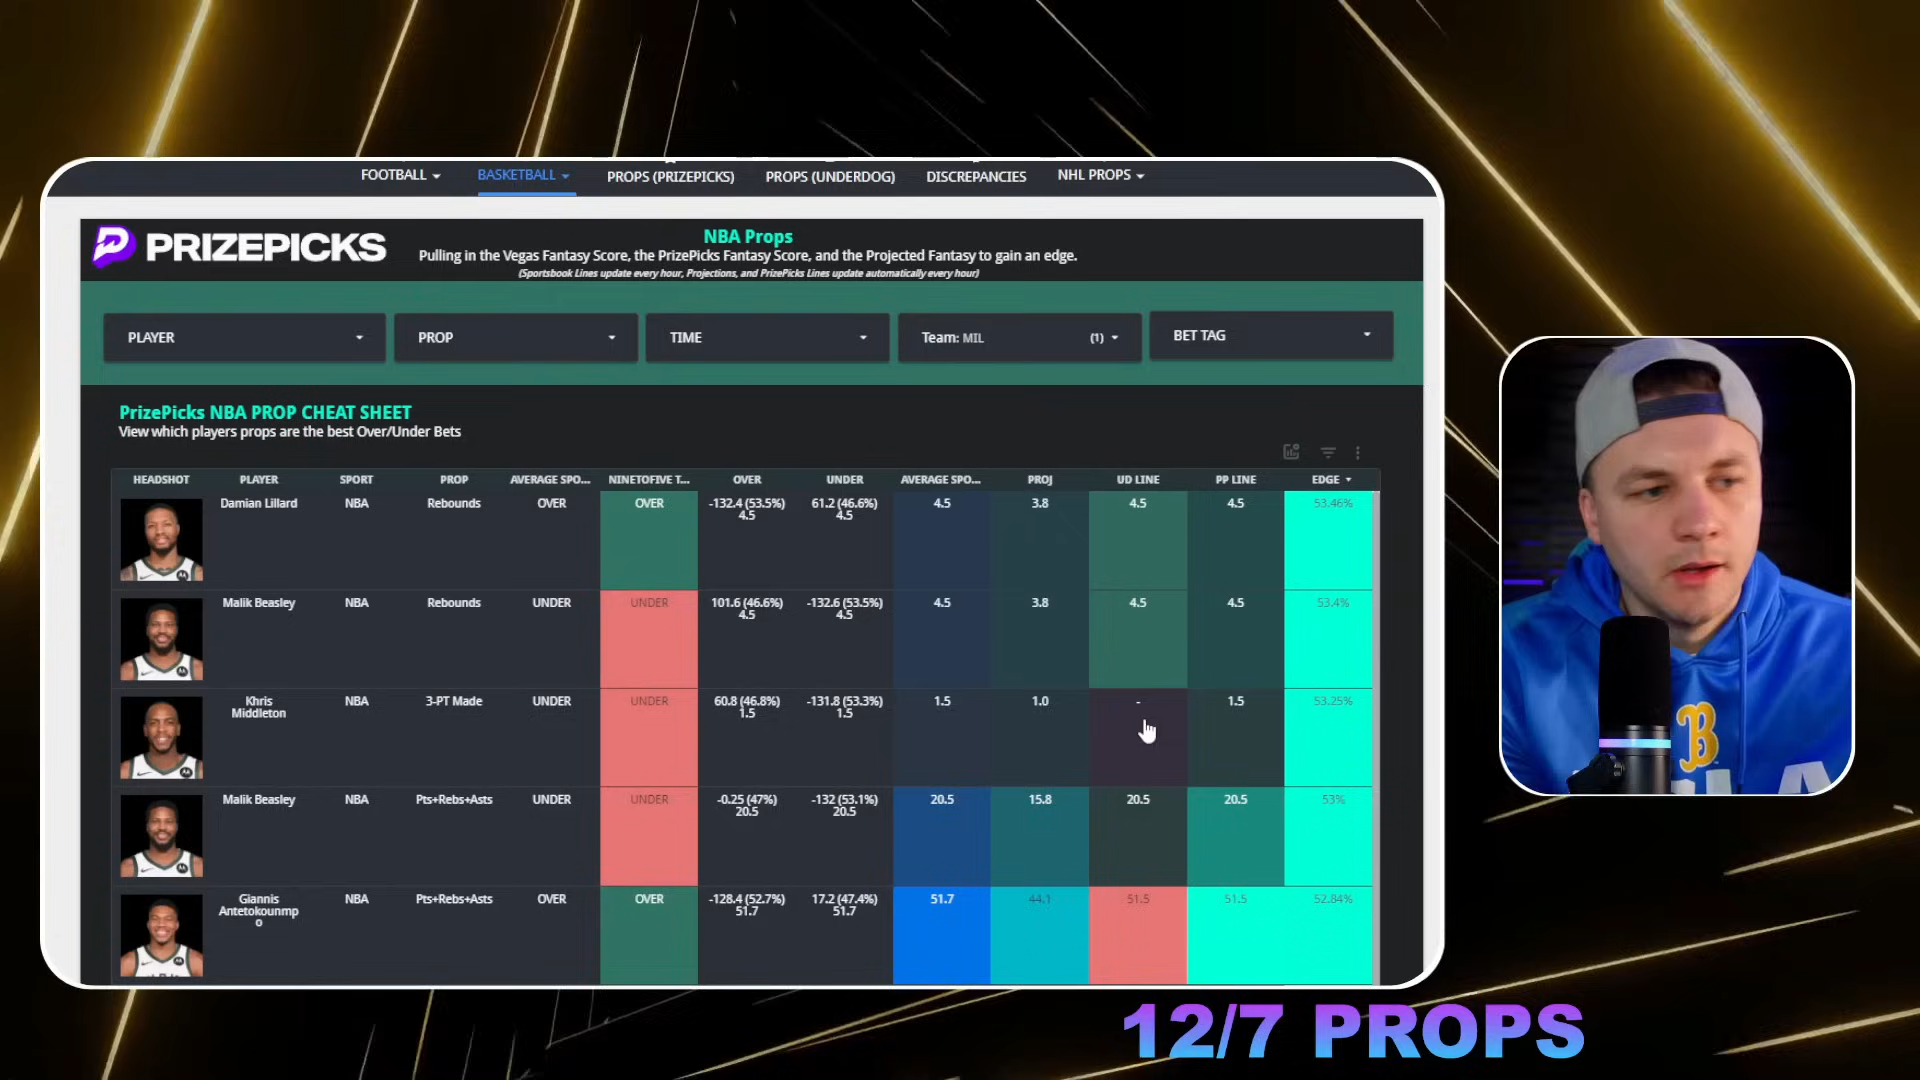 FOOTBALL
BASKETBALL
PROPS (PRIZEPICKS)
PROPS (UNDERDOG)
DISCREPANCIES
NHL PROPS
PRIZEPICKS
NBA Props
Pulling in the Vegas Fantasy Score, the PrizePicks Fantasy Score, and the Projected Fantasy to gain an edge.
(Sportsbook Lines update every hour, Projections, and PrizePicks Lines update automatically every hour)
PLAYER
PROP
TIME
Team: MIL (1)
BET TAG
PrizePicks NBA PROP CHEAT SHEET
View which players props are the best Over/Under Bets
HEADSHOT PLAYER SPORT PROP AVERAGE SPO... NINETOFIVE T... OVER UNDER AVERAGE SPO... PROJ UD LINE PP LINE EDGE
Damian Lillard NBA Rebounds OVER OVER -132.4 (53.5%) 61.2 (46.6%) 4.5 3.8 4.5 4.5 53.46%
4.5 4.5
Malik Beasley NBA Rebounds UNDER UNDER 101.6 (46.6%) -132.6 (53.5%) 4.5 3.8 4.5 4.5 53.4%
4.5 4.5
Khris NBA 3-PT Made UNDER UNDER 60.8 (46.8%) -131.8 (53.3%) 1.5 1.0 - 1.5 53.25%
Middleton 1.5 1.5
Malik Beasley NBA Pts+Rebs+Asts UNDER UNDER -0.25 (47%) -132 (53.1%) 20.5 15.8 20.5 20.5 53%
20.5 20.5
Giannis NBA Pts+Rebs+Asts OVER OVER -128.4 (52.7%) 17.2 (47.4%) 51.7 44.1 51.5 51.5 52.84%
Antetokounmp 51.7 51.7
o
B
LA
12/7 PROPS